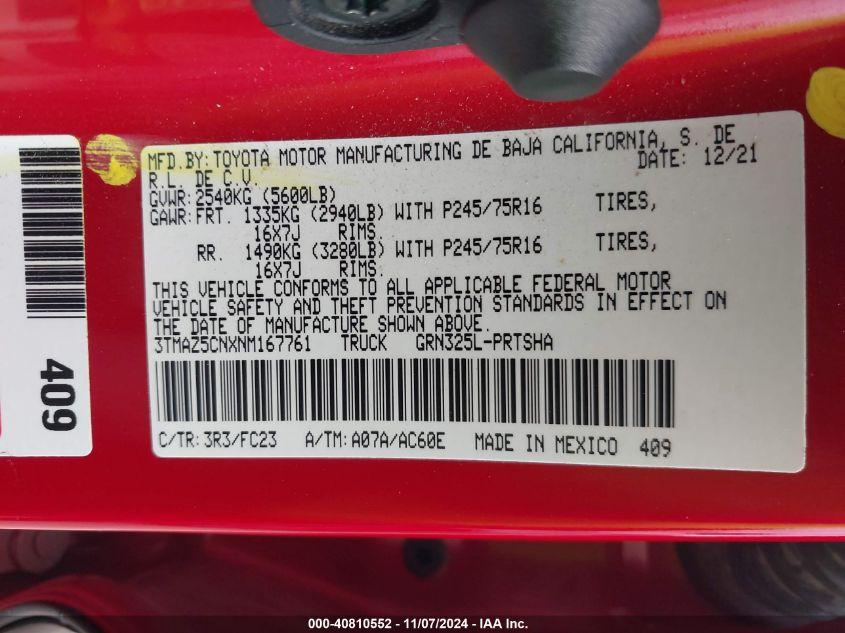 MFD.BY: TOYOTA MOTOR MANUFACTURING DE BAJA CALIFORNIA, S. DE
R.L. DE C.V. DATE: 12/21
GVWR: 2540KG (5600LB)
GAWR: FRT. 1335KG (2940LB) WITH P245/75R16 TIRES,
16X7J RIMS.
RR. 1490KG (3280LB) WITH P245/75R16 TIRES,
16X7J RIMS.
THIS VEHICLE CONFORMS TO ALL APPLICABLE FEDERAL MOTOR
VEHICLE SAFETY AND THEFT PREVENTION STANDARDS IN EFFECT ON
THE DATE OF MANUFACTURE SHOWN ABOVE.
3TMAZ5CNXNM167761 TRUCK GRN325L-PRTSHA
C/TR: 3R3/FC23 A/TM: A07A/AC60E MADE IN MEXICO 409
409
000-40810552 - 11/07/2024 - IAA Inc.